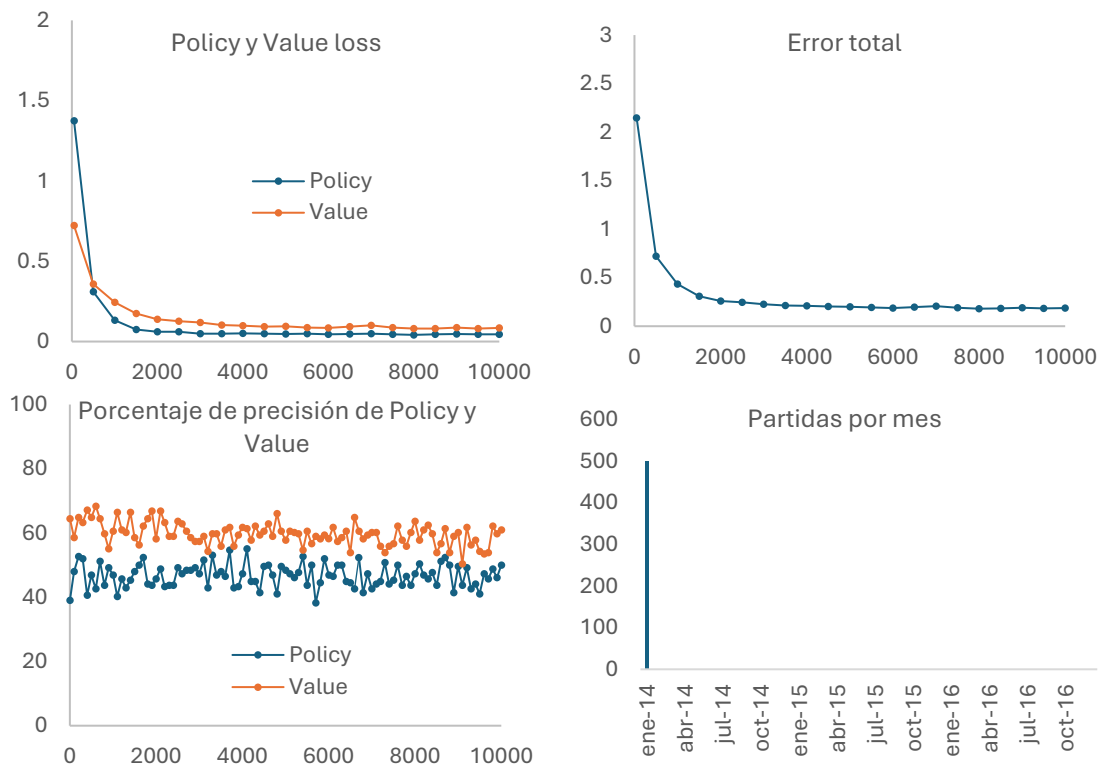 Policy y Value loss
2
1.5
1
0.5
0
0 2000 4000 6000 8000 10000
Policy
Value
Error total
3
2.5
2
1.5
1
0.5
0
0 2000 4000 6000 8000 10000
Porcentaje de precisión de Policy y
Value
100
80
60
40
20
0
0 2000 4000 6000 8000 10000
Policy
Value
Partidas por mes
600
500
400
300
200
100
0
ene-14
abr-14
jul-14
oct-14
ene-15
abr-15
jul-15
oct-15
ene-16
abr-16
jul-16
oct-16